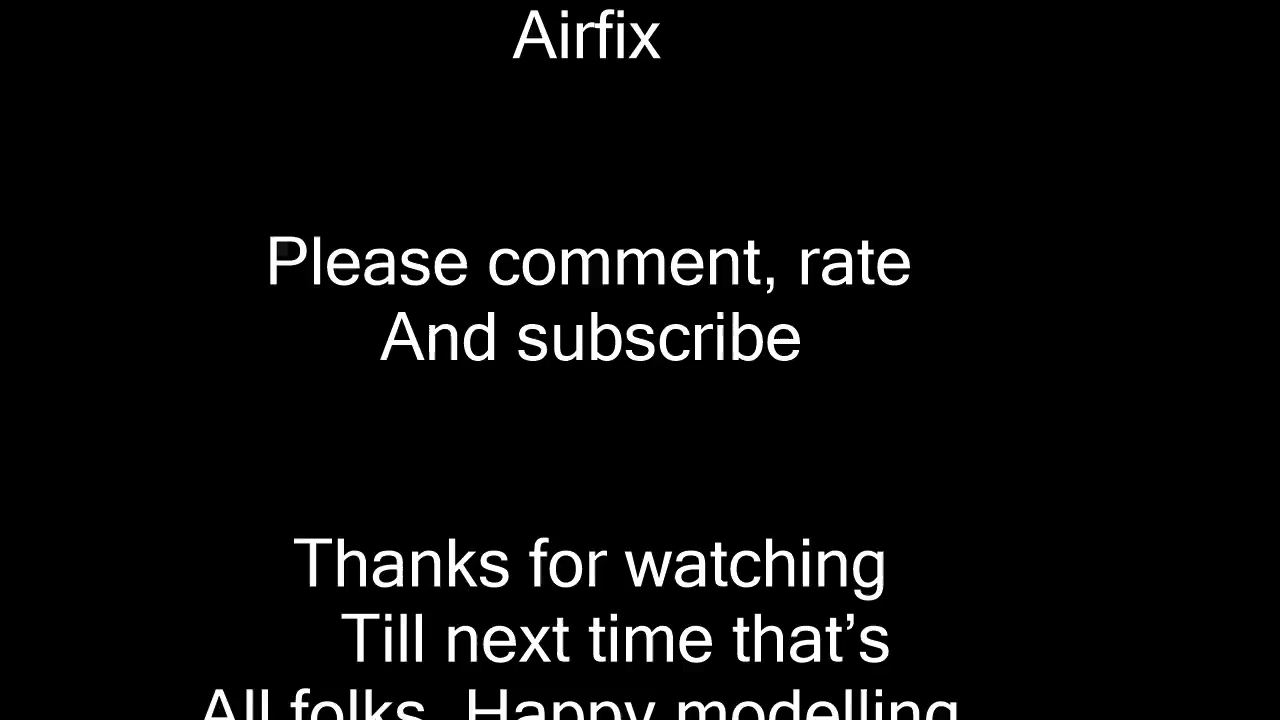 Airfix
Please comment, rate
And subscribe
Thanks for watching
Till next time that’s
All folks. Happy modelling